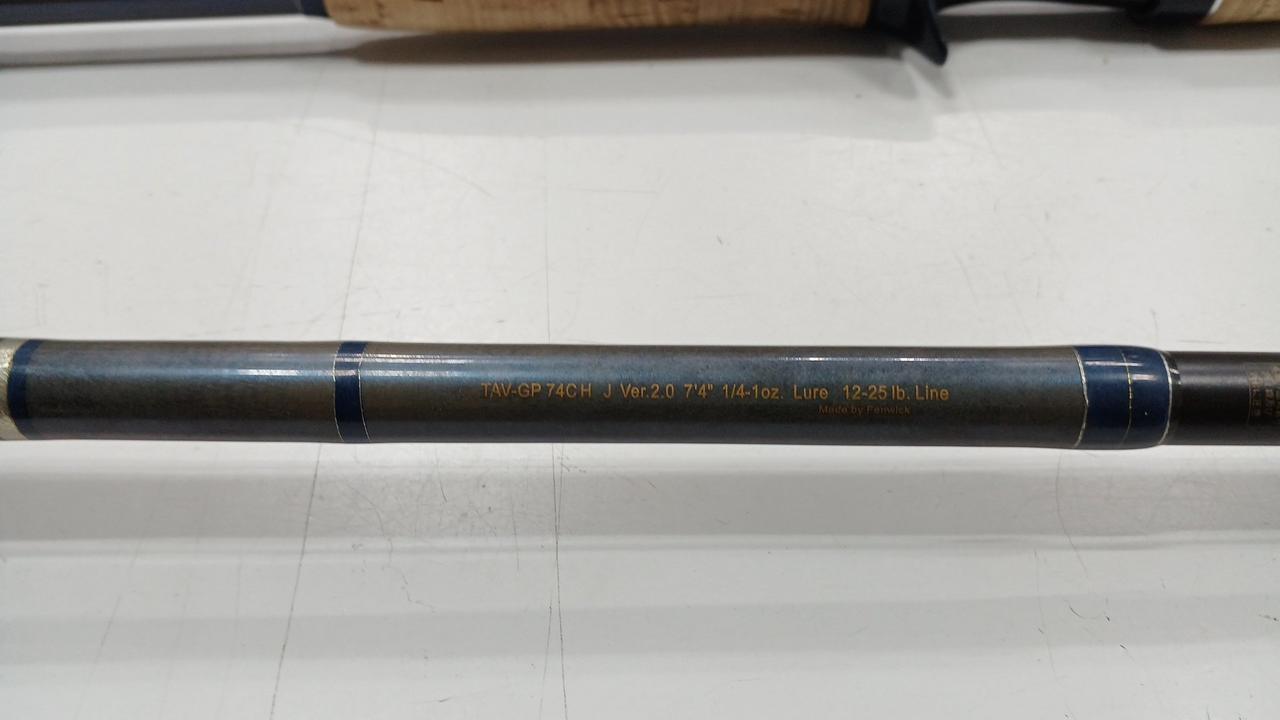 TAV-GP 74CH J Ver.2.0 7'4" 1/4-1oz. Lure 12-25 lb. Line
Made by Fenwick